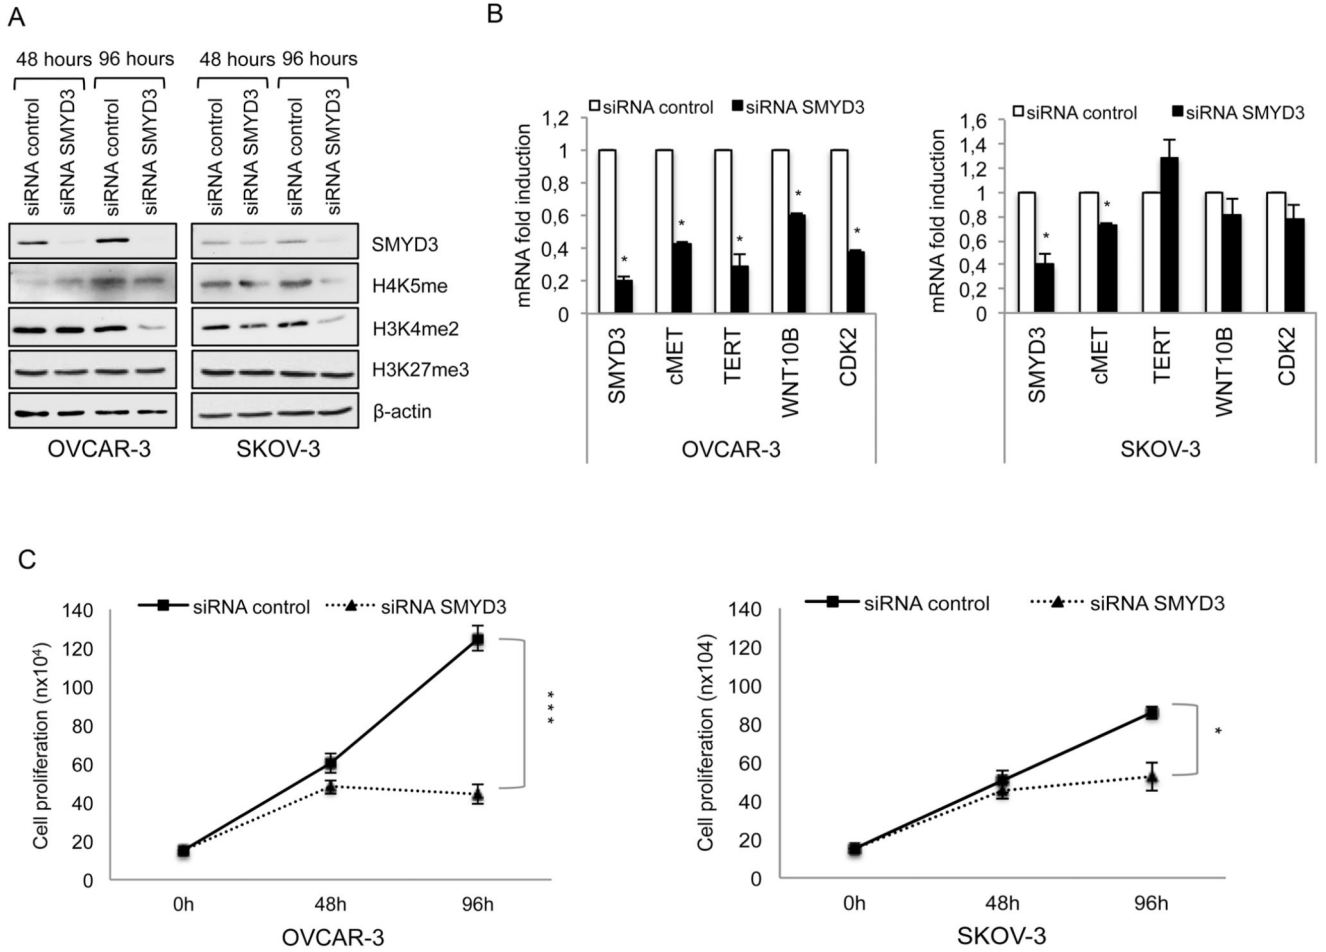 A
48 hours 96 hours
48 hours 96 hours
siRNA control
siRNA SMYD3
siRNA control
siRNA SMYD3
siRNA control
siRNA SMYD3
siRNA control
siRNA SMYD3
SMYD3
H4K5me
H3K4me2
H3K27me3
β-actin
OVCAR-3
SKOV-3
B
siRNA control siRNA SMYD3
mRNA fold induction
1,2
1
0,8
0,6
0,4
0,2
0
*
*
*
*
*
SMYD3
cMET
TERT
WNT10B
CDK2
OVCAR-3
siRNA control siRNA SMYD3
mRNA fold induction
1,6
1,4
1,2
1
0,8
0,6
0,4
0,2
0
*
*
SMYD3
cMET
TERT
WNT10B
CDK2
SKOV-3
C
siRNA control siRNA SMYD3
Cell proliferation (nx10⁴)
140
120
100
80
60
40
20
0
***
0h 48h 96h
OVCAR-3
siRNA control siRNA SMYD3
Cell proliferation (nx104)
140
120
100
80
60
40
20
0
*
0h 48h 96h
SKOV-3